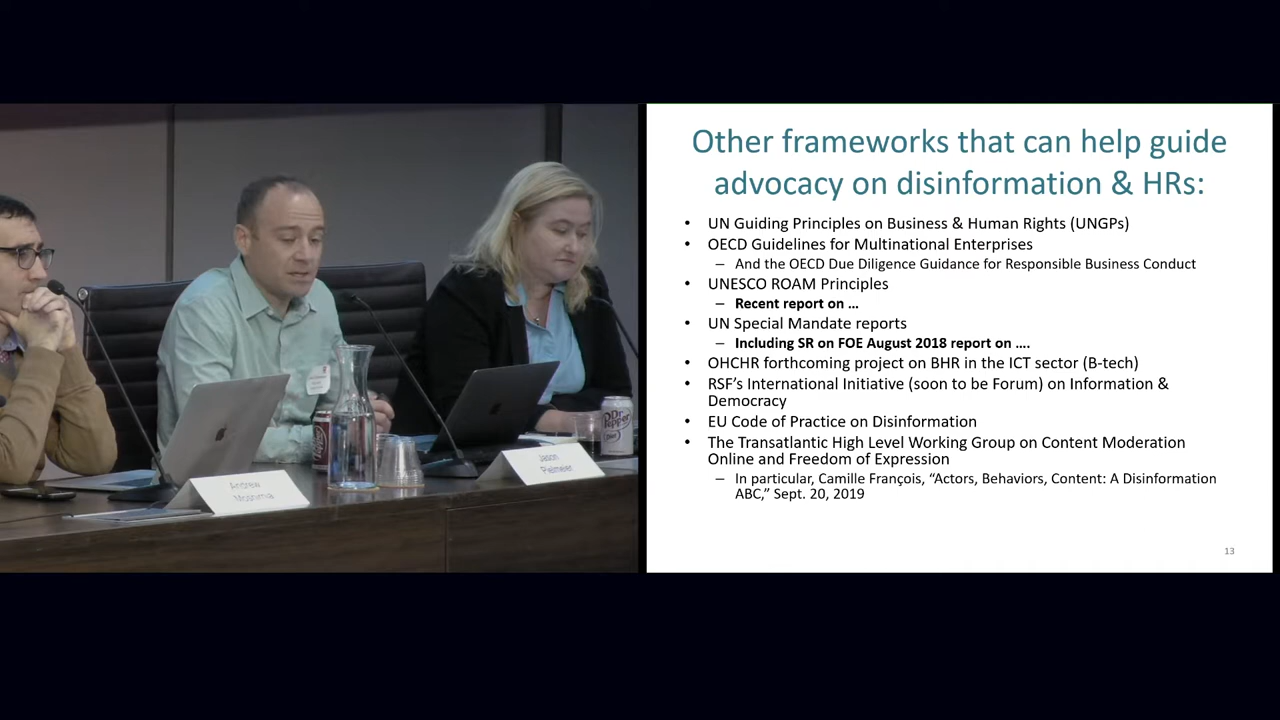 Other frameworks that can help guide
advocacy on disinformation & HRs:
• UN Guiding Principles on Business & Human Rights (UNGPs)
• OECD Guidelines for Multinational Enterprises
– And the OECD Due Diligence Guidance for Responsible Business Conduct
• UNESCO ROAM Principles
– Recent report on …
• UN Special Mandate reports
– Including SR on FOE August 2018 report on ….
• OHCHR forthcoming project on BHR in the ICT sector (B-tech)
• RSF’s International Initiative (soon to be Forum) on Information &
Democracy
• EU Code of Practice on Disinformation
• The Transatlantic High Level Working Group on Content Moderation
Online and Freedom of Expression
– In particular, Camille François, “Actors, Behaviors, Content: A Disinformation
ABC,” Sept. 20, 2019
13
Andrew
Jason
Pielmeier
Dr
Pepper